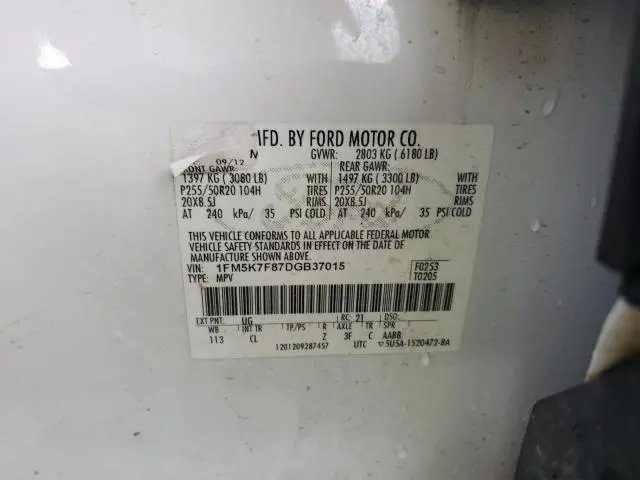 MFD. BY FORD MOTOR CO.
09/12 GVWR: 2803 KG ( 6180 LB)
FRONT GAWR: REAR GAWR:
1397 KG ( 3080 LB) WITH 1497 KG ( 3300 LB) WITH
P255/50R20 104H TIRES P255/50R20 104H TIRES
20X8.5J RIMS 20X8.5J RIMS
AT 240 kPa/ 35 PSI COLD AT 240 kPa/ 35 PSI COLD
THIS VEHICLE CONFORMS TO ALL APPLICABLE FEDERAL MOTOR
VEHICLE SAFETY STANDARDS IN EFFECT ON THE DATE OF
MANUFACTURE SHOWN ABOVE.
VIN: 1FM5K7F87DGB37015 F0253
TYPE: MPV T0205
EXT PNT: UG RC: 21 DSO:
WB INT TR TP/PS R AXLE TR SPR
113 CL Z 3F C AABB
1201209287457 UTC 5U5A-1520472-BA